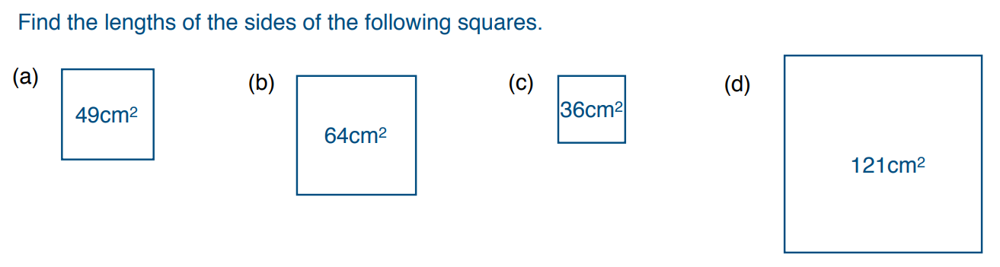 Find the lengths of the sides of the following squares.
(a) 49cm²
(b) 64cm²
(c) 36cm²
(d) 121cm²